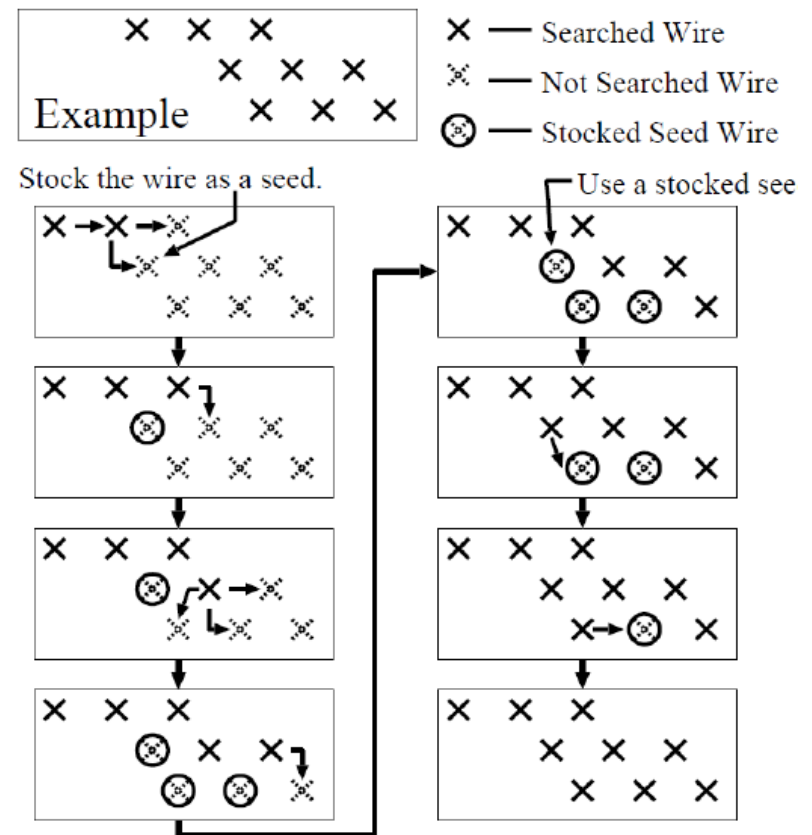 Example
Searched Wire
Not Searched Wire
Stocked Seed Wire
Stock the wire as a seed.
Use a stocked see